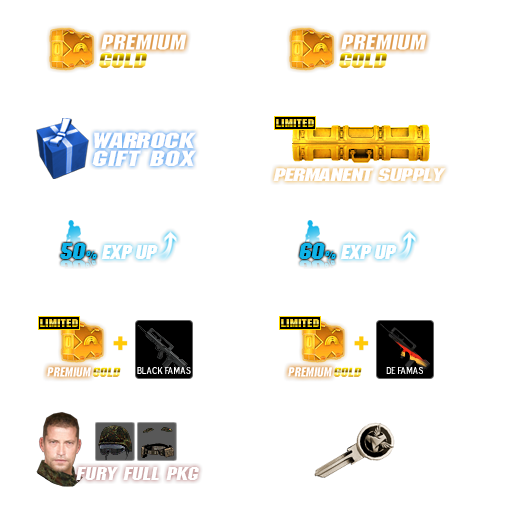 PREMIUM
GOLD
PREMIUM
GOLD
WARROCK
GIFT BOX
LIMITED
PERMANENT SUPPLY
50% EXP UP
60% EXP UP
LIMITED
PREMIUM GOLD
+
BLACK FAMAS
LIMITED
PREMIUM GOLD
+
DE FAMAS
FURY FULL PKG